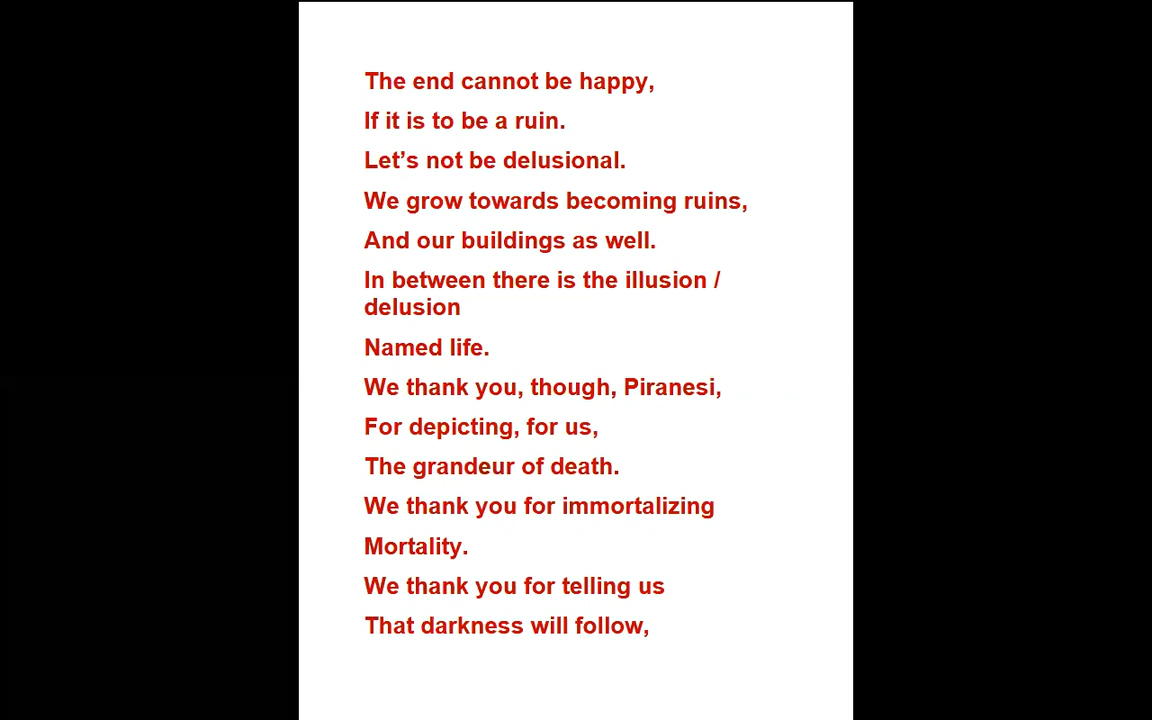 The end cannot be happy,
If it is to be a ruin.
Let’s not be delusional.
We grow towards becoming ruins,
And our buildings as well.
In between there is the illusion /
delusion
Named life.
We thank you, though, Piranesi,
For depicting, for us,
The grandeur of death.
We thank you for immortalizing
Mortality.
We thank you for telling us
That darkness will follow,